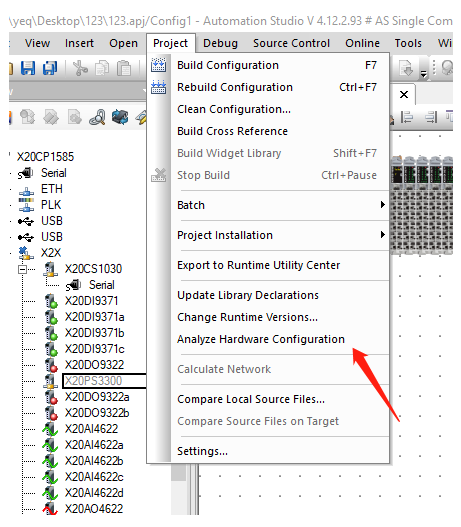 \yeq\Desktop\123\123.apj/Config1 - Automation Studio V 4.12.2.93 # AS Single Com
View Insert Open Project Debug Source Control Online Tools Win
Build Configuration F7
Rebuild Configuration Ctrl+F7
Clean Configuration...
Build Cross Reference
Build Widget Library Shift+F7
Stop Build Ctrl+Pause
Batch
Project Installation
Export to Runtime Utility Center
Update Library Declarations
Change Runtime Versions...
Analyze Hardware Configuration
Calculate Network
Compare Local Source Files...
Compare Source Files on Target
Settings...
X20CP1585
Serial
ETH
PLK
USB
USB
X2X
X20CS1030
Serial
X20DI9371
X20DI9371a
X20DI9371b
X20DI9371c
X20DO9322
X20PS3300
X20DO9322a
X20DO9322b
X20AI4622
X20AI4622a
X20AI4622b
X20AI4622c
X20AI4622d
X20AO4622